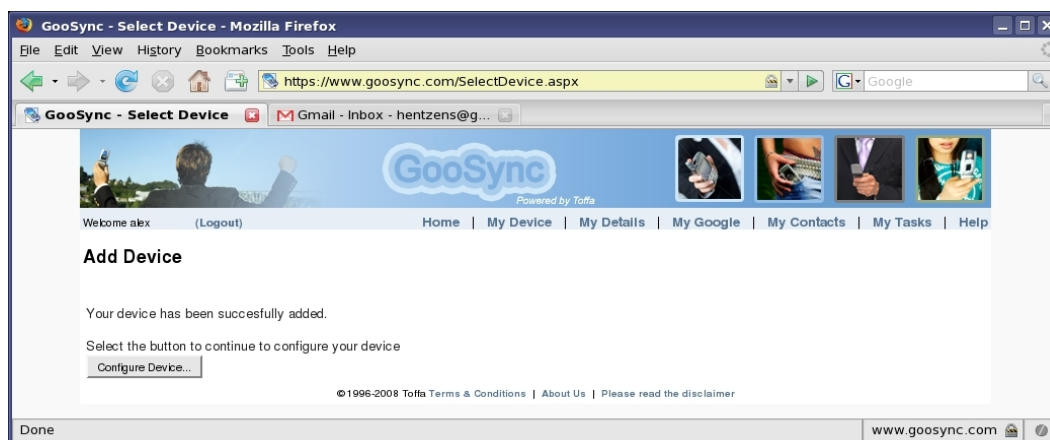 GooSync - Select Device - Mozilla Firefox
File Edit View History Bookmarks Tools Help
https://www.goosync.com/SelectDevice.aspx
G Google
GooSync - Select Device
Gmail - Inbox - hentzens@g...
GooSync
Powered by Toffa
Welcome alex (Logout) Home | My Device | My Details | My Google | My Contacts | My Tasks | Help
Add Device
Your device has been succesfully added.
Select the button to continue to configure your device
Configure Device...
©1996-2008 Toffa Terms & Conditions | About Us | Please read the disclaimer
Done www.goosync.com